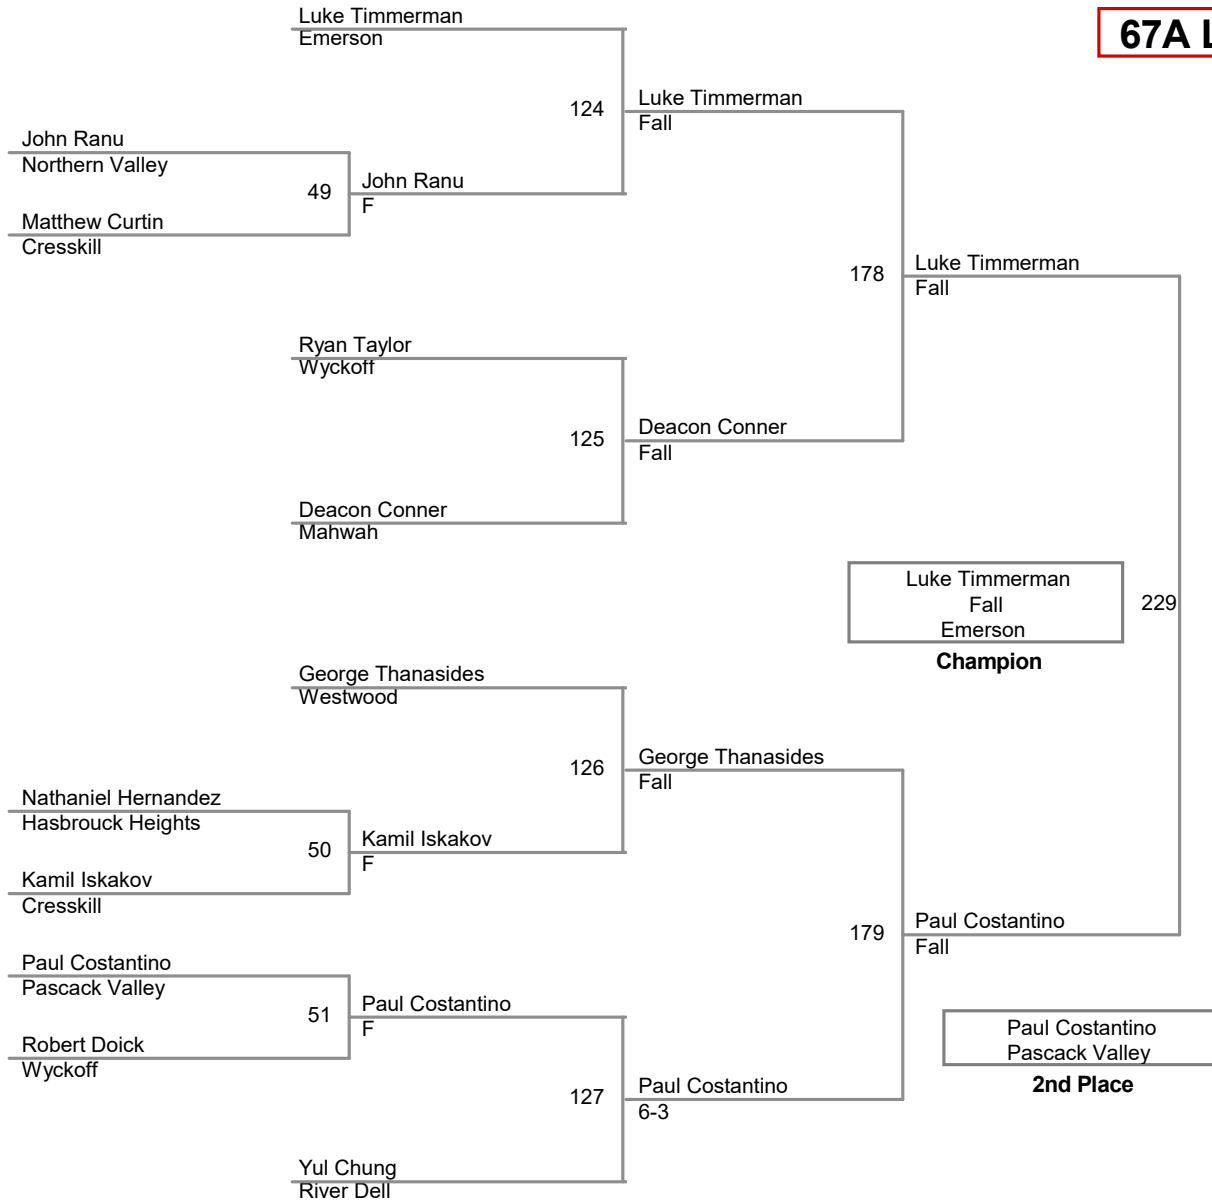 Luke Timmerman
Emerson
67A L
124
Luke Timmerman
Fall
John Ranu
Northern Valley
49
John Ranu
F
Matthew Curtin
Cresskill
178
Luke Timmerman
Fall
Ryan Taylor
Wyckoff
125
Deacon Conner
Fall
Deacon Conner
Mahwah
Luke Timmerman
Fall
Emerson
229
Champion
George Thanasides
Westwood
126
George Thanasides
Fall
Nathaniel Hernandez
Hasbrouck Heights
50
Kamil Iskakov
F
Kamil Iskakov
Cresskill
179
Paul Costantino
Fall
Paul Costantino
Pascack Valley
51
Paul Costantino
F
Robert Doick
Wyckoff
Paul Costantino
Pascack Valley
2nd Place
127
Paul Costantino
6-3
Yul Chung
River Dell